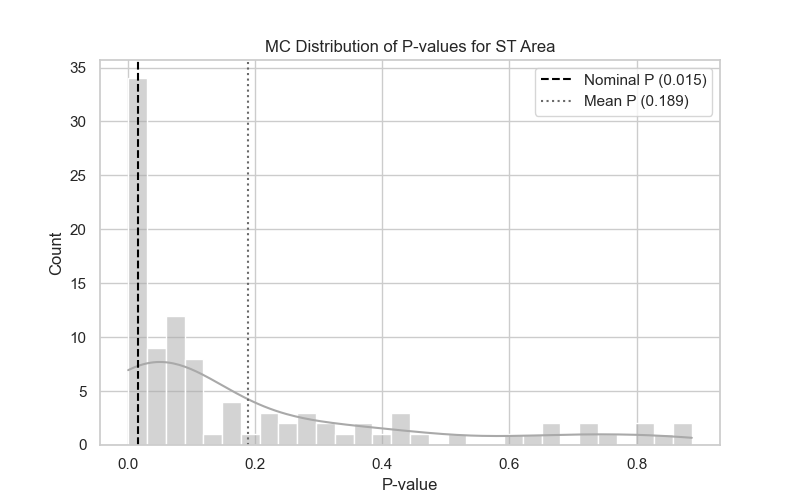 MC Distribution of P-values for ST Area
Nominal P (0.015)
Mean P (0.189)
35
30
25
20
15
10
5
0
Count
0.0 0.2 0.4 0.6 0.8
P-value